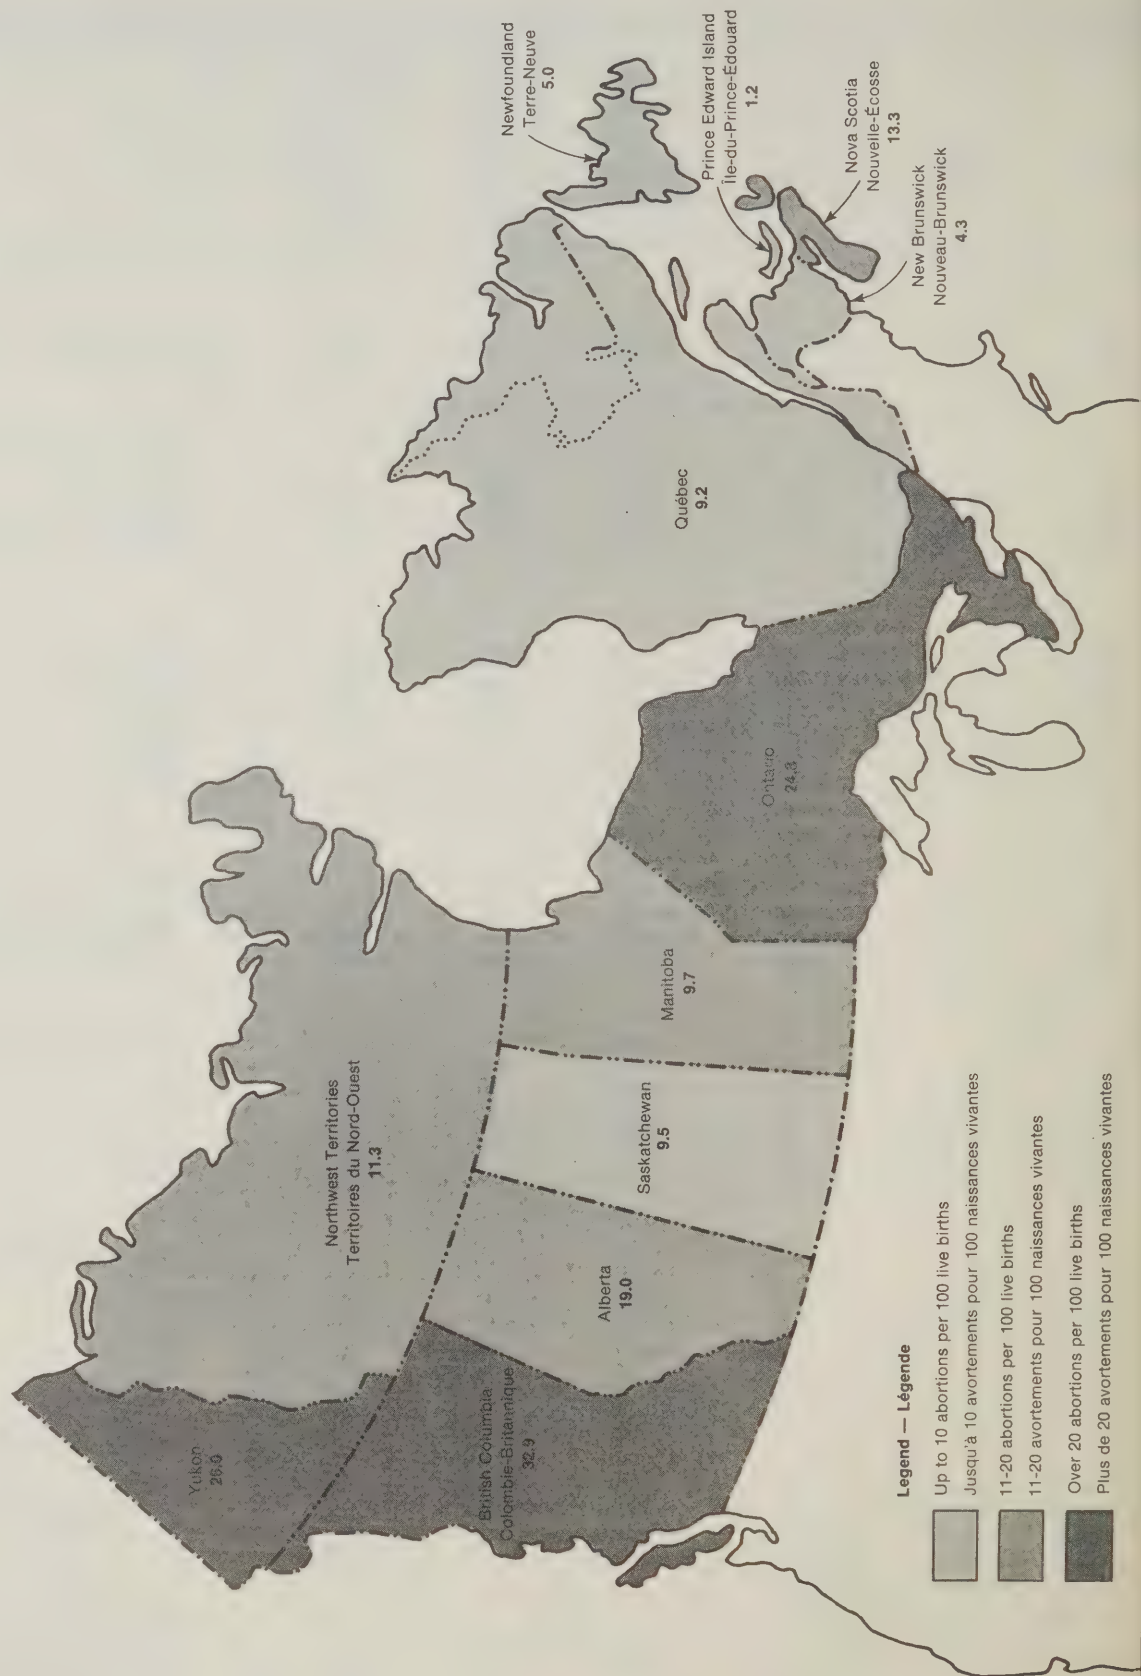 Newfoundland
Terre-Neuve
5.0
Prince Edward Island
Île-du-Prince-Édouard
1.2
Nova Scotia
Nouvelle-Écosse
13.3
New Brunswick
Nouveau-Brunswick
4.3
Québec
9.2
Ontario
24.8
Manitoba
9.7
Saskatchewan
9.5
Northwest Territories
Territoires du Nord-Ouest
11.3
Alberta
19.0
Yukon
26.0
British Columbia
Colombie-Britannique
32.9
Legend — Légende
Up to 10 abortions per 100 live births
Jusqu'à 10 avortements pour 100 naissances vivantes
11-20 abortions per 100 live births
11-20 avortements pour 100 naissances vivantes
Over 20 abortions per 100 live births
Plus de 20 avortements pour 100 naissances vivantes